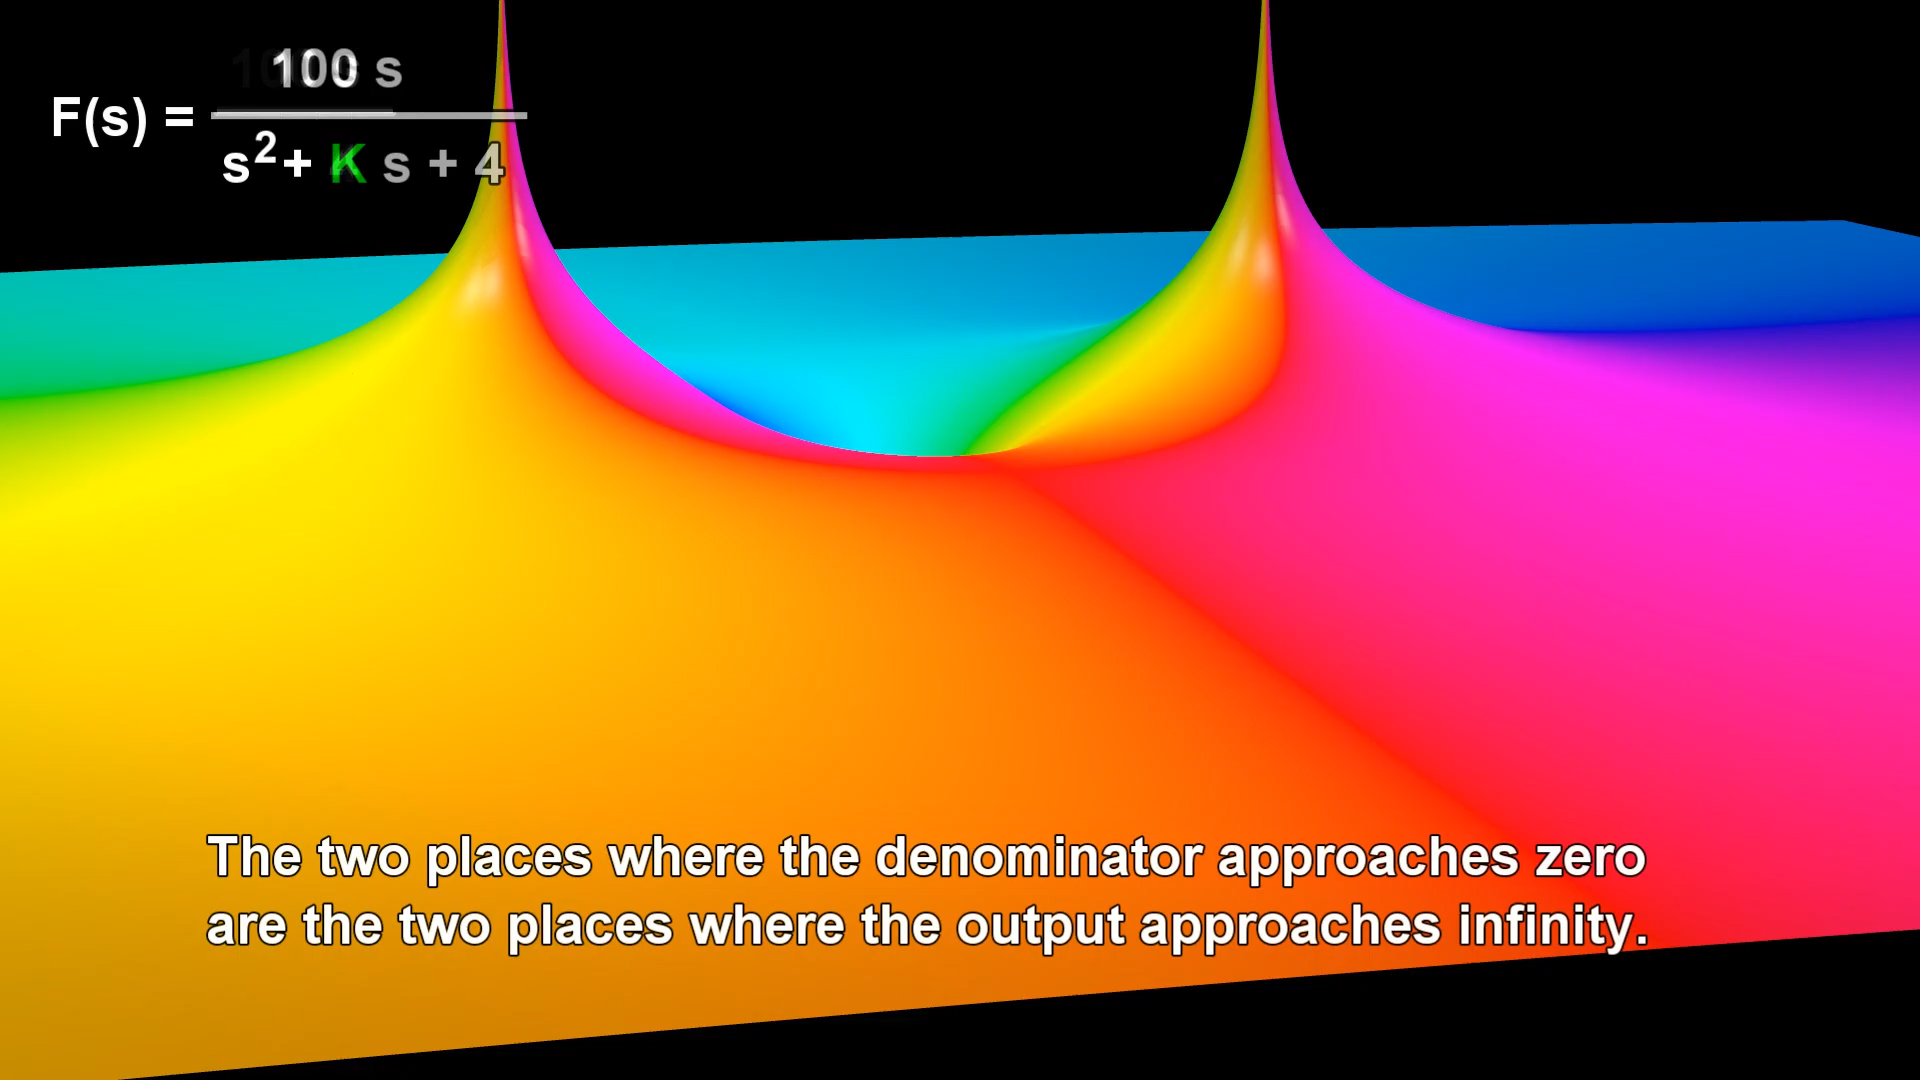 100 s
F(s) =
s² + K s + 4
The two places where the denominator approaches zero
are the two places where the output approaches infinity.